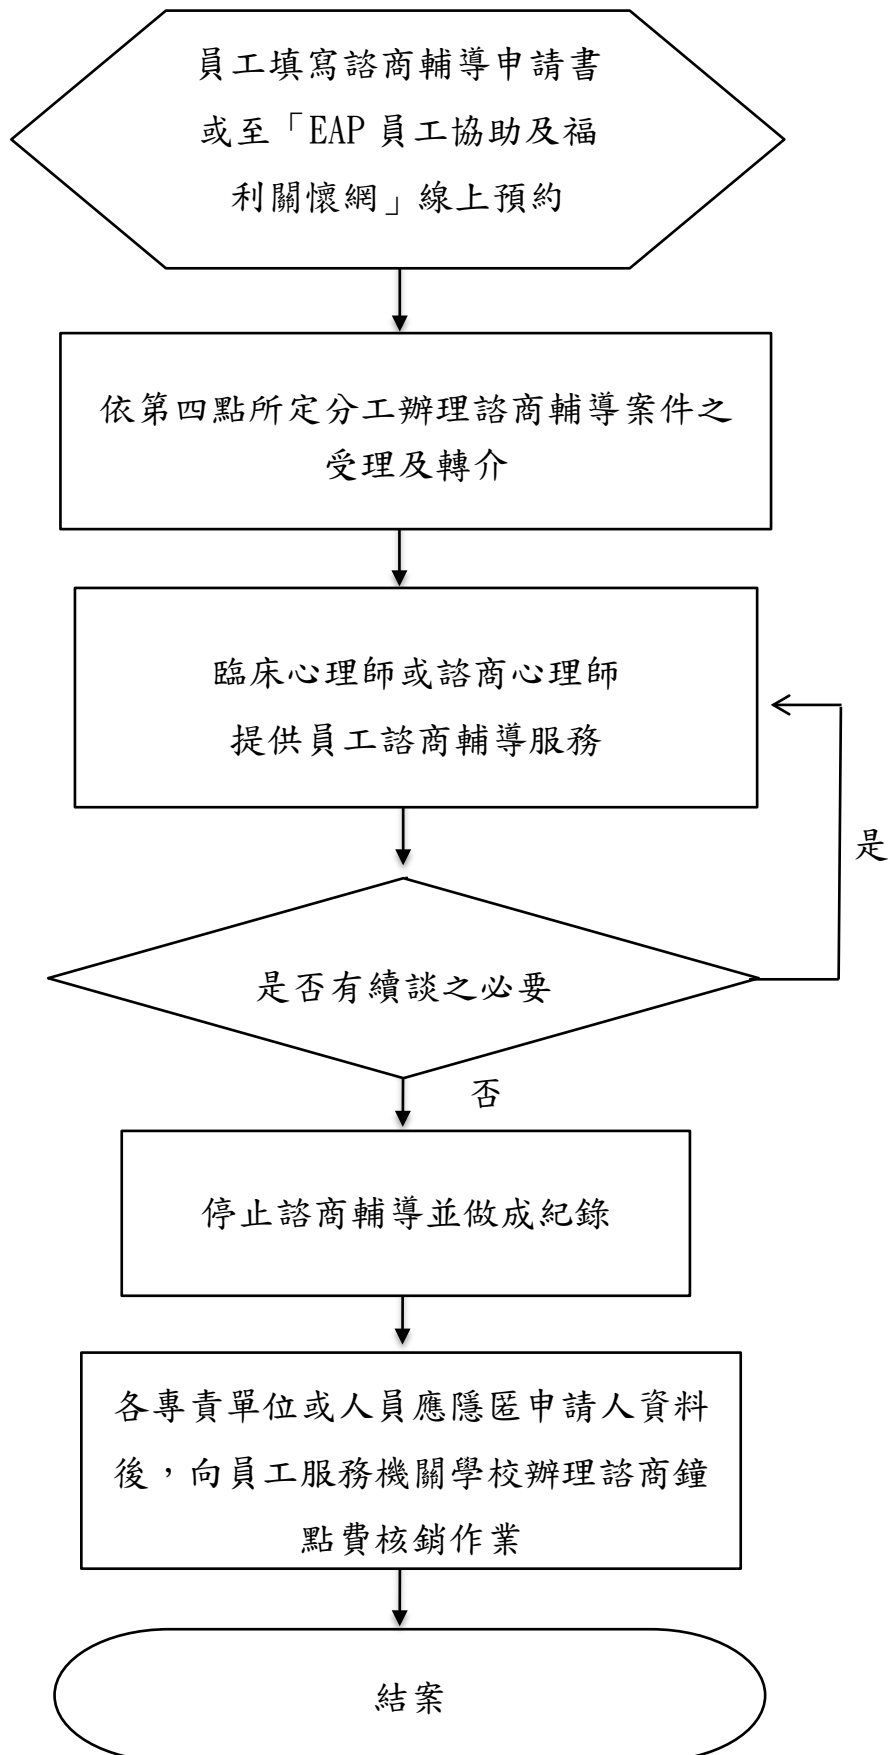 員工填寫諮商輔導申請書
或至「EAP 員工協助及福
利關懷網」線上預約
依第四點所定分工辦理諮商輔導案件之
受理及轉介
臨床心理師或諮商心理師
提供員工諮商輔導服務
是
是否有續談之必要
否
停止諮商輔導並做成紀錄
各專責單位或人員應隱匿申請人資料
後，向員工服務機關學校辦理諮商鐘
點費核銷作業
結案